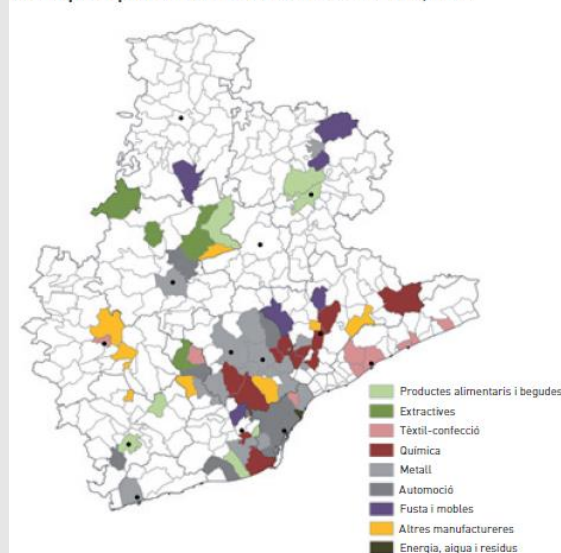 Productes alimentaris i begudes
Extractives
Tèxtil-confecció
Química
Metall
Automoció
Fusta i mobles
Altres manufactureres
Energia, aigua i residus